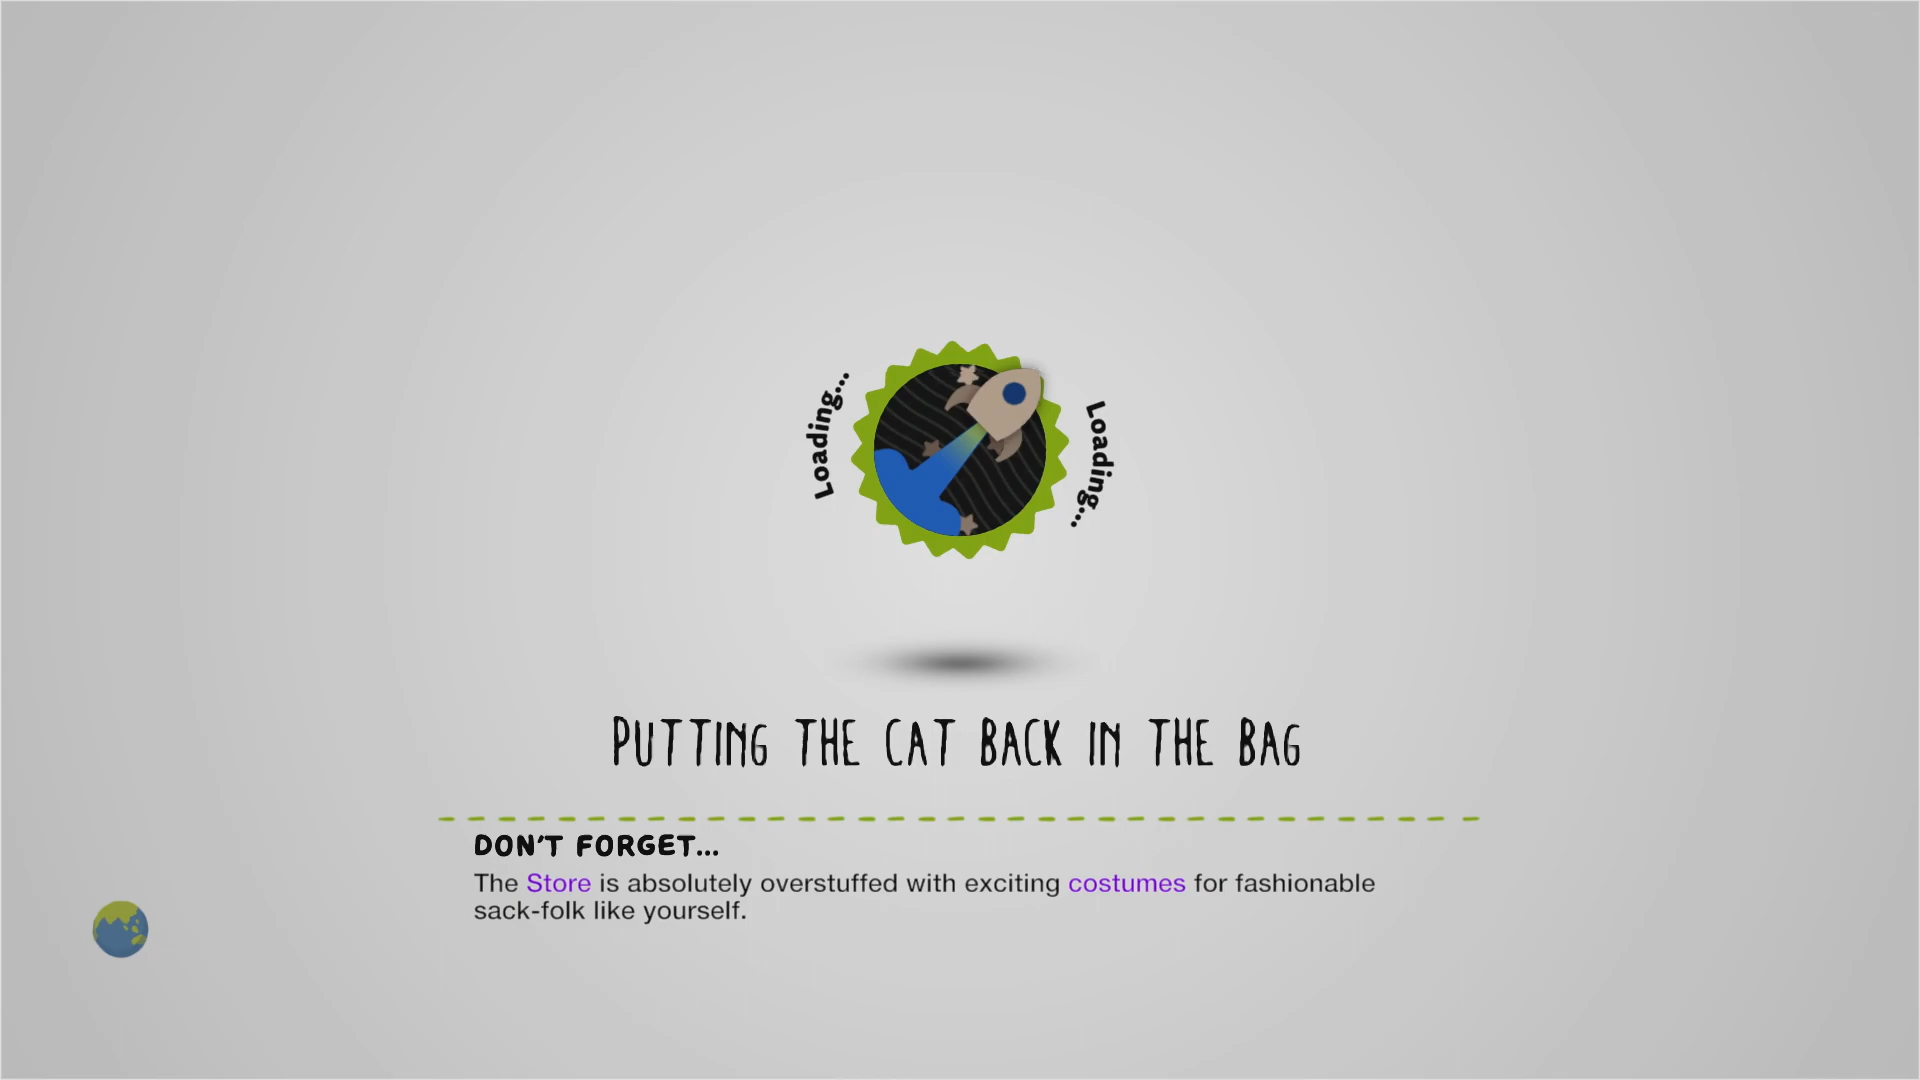 Loading...
Loading...
PUTTING THE CAT BACK IN THE BAG
DON'T FORGET...
The Store is absolutely overstuffed with exciting costumes for fashionable
sack-folk like yourself.